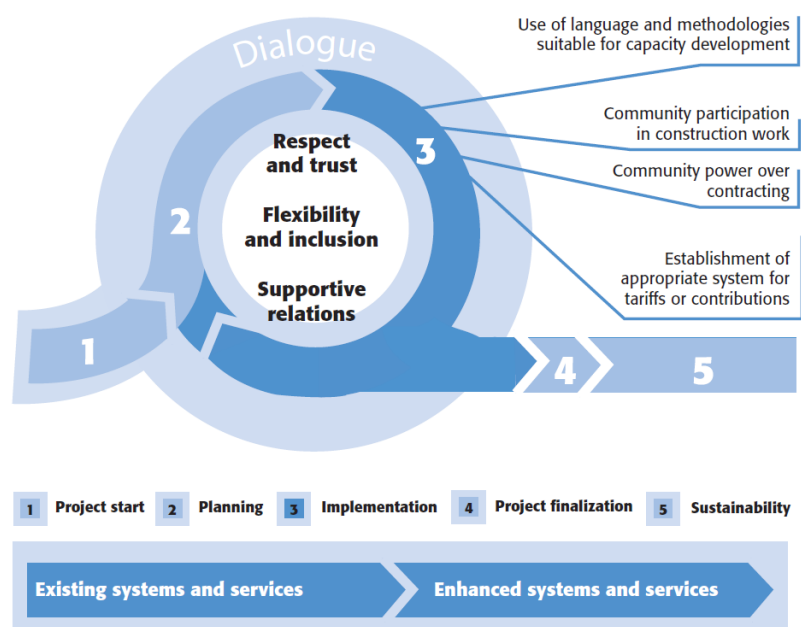 Use of language and methodologies
suitable for capacity development
Dialogue
Community participation
in construction work
Respect
and trust
3
Community power over
contracting
2
Flexibility
and inclusion
Establishment of
appropriate system for
tariffs or contributions
Supportive
relations
1
4
5
1 Project start
2 Planning
3 Implementation
4 Project finalization
5 Sustainability
Existing systems and services
Enhanced systems and services